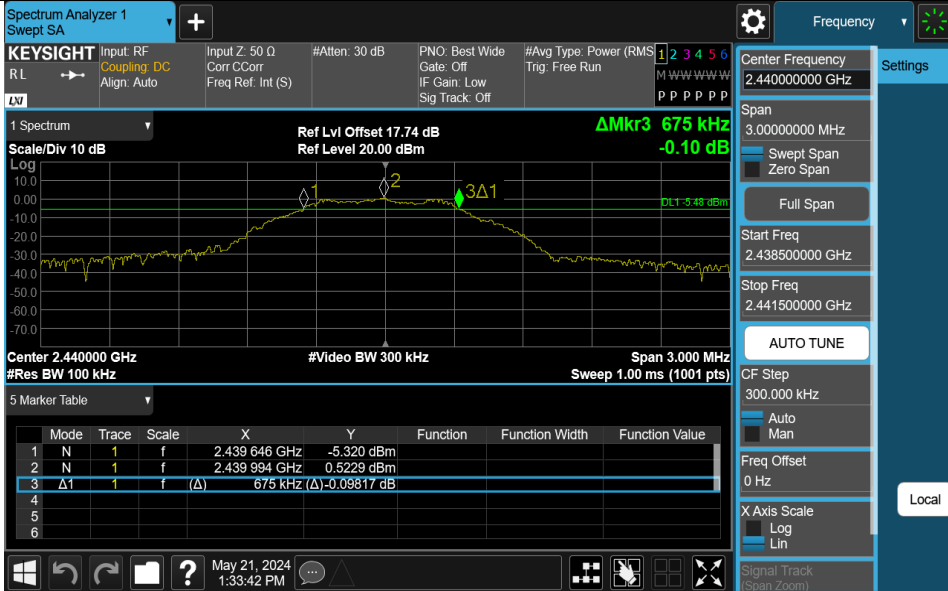 Spectrum Analyzer 1
Swept SA
+
Frequency
KEYSIGHT
RL
LXI
Input: RF
Coupling: DC
Align: Auto
Input Z: 50 Ω
Corr CCorr
Freq Ref: Int (S)
#Atten: 30 dB
PNO: Best Wide
Gate: Off
IF Gain: Low
Sig Track: Off
#Avg Type: Power (RMS
Trig: Free Run
1 2 3 4 5 6
M W W W W W
P P P P P P
1 Spectrum
Scale/Div 10 dB
Ref Lvl Offset 17.74 dB
Ref Level 20.00 dBm
ΔMkr3 675 kHz
-0.10 dB
Log
10.0
0.00
-10.0
-20.0
-30.0
-40.0
-50.0
-60.0
-70.0
1
2
3Δ1
DL1 -5.48 dBm
Center 2.440000 GHz
#Video BW 300 kHz
Span 3.000 MHz
#Res BW 100 kHz
Sweep 1.00 ms (1001 pts)
5 Marker Table
Mode Trace Scale X Y Function Function Width Function Value
1 N 1 f 2.439 646 GHz -5.320 dBm
2 N 1 f 2.439 994 GHz 0.5229 dBm
3 Δ1 1 f (Δ) 675 kHz (Δ) -0.09817 dB
4
5
6
?
May 21, 2024
1:33:42 PM
Center Frequency
2.440000000 GHz
Span
3.00000000 MHz
Swept Span
Zero Span
Full Span
Start Freq
2.438500000 GHz
Stop Freq
2.441500000 GHz
AUTO TUNE
CF Step
300.000 kHz
Auto
Man
Freq Offset
0 Hz
X Axis Scale
Log
Lin
Signal Track
(Span Zoom)
Settings
Local